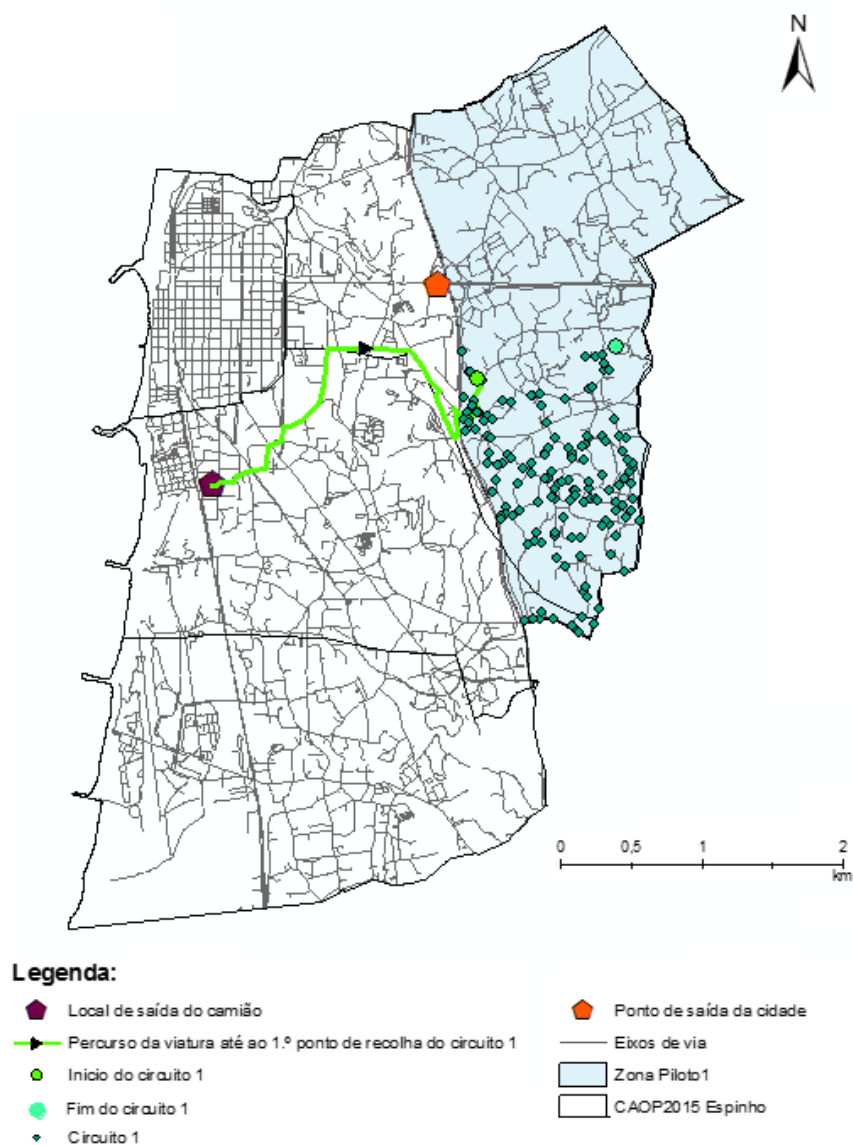 N
0 0,5 1 2
km
Legenda:
Local de saída do camião
Percurso da viatura até ao 1.º ponto de recolha do circuito 1
Inicio do circuito 1
Fim do circuito 1
Circuito 1
Ponto de saída da cidade
Eixos de via
Zona Piloto1
CAOP2015 Espinho